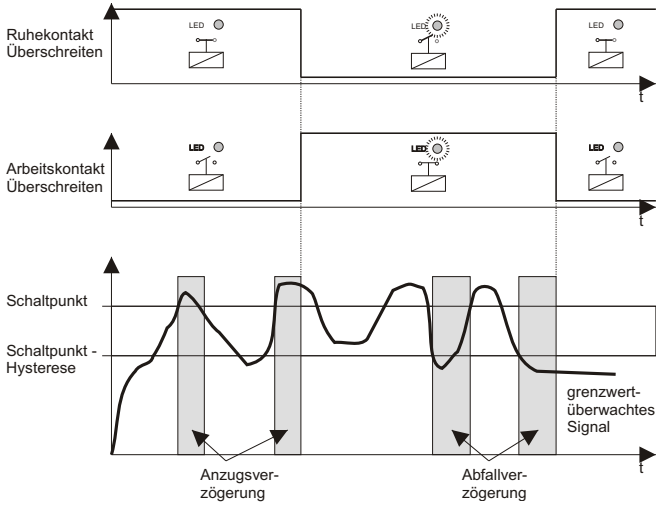 LED
LED
LED
Ruhekontakt
Überschreiten
t
LED
LED
LED
Arbeitskontakt
Überschreiten
t
Schaltpunkt
Schaltpunkt -
Hysterese
grenzwert-
überwachtes
Signal
t
Anzugsver-
zögerung
Abfallver-
zögerung